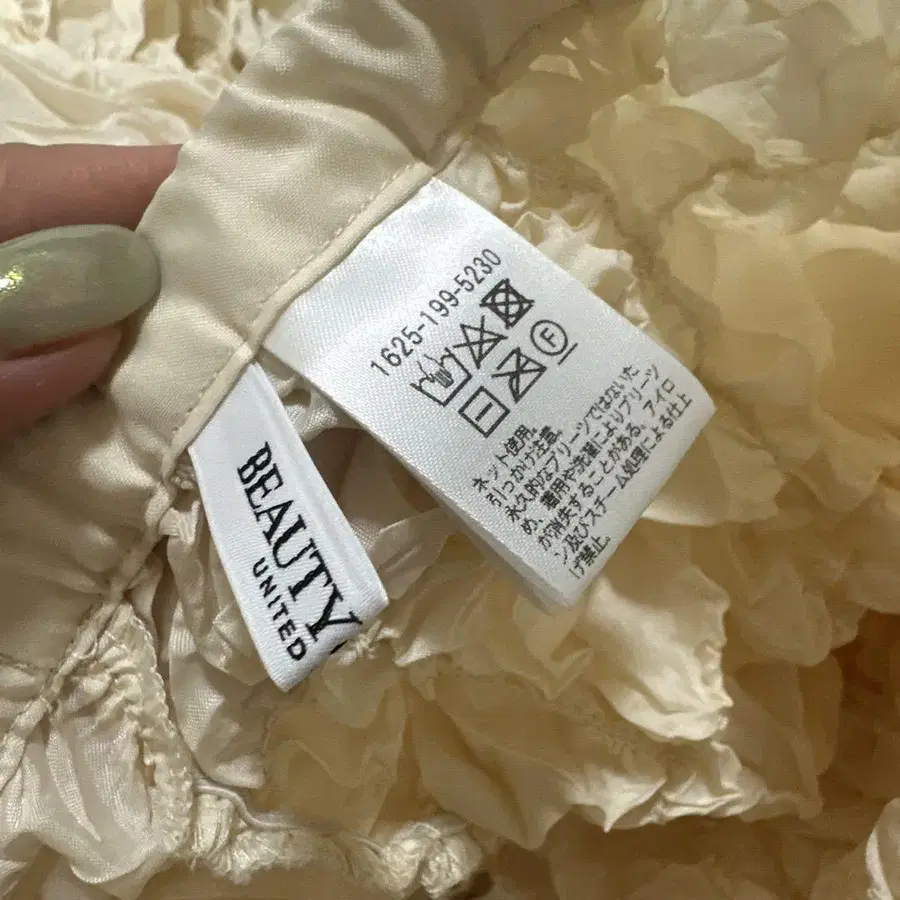 1625-199-5230
F
ネット使用。
引っかけ注意。
永久的なプリーツではないた
め、着用や洗濯によりプリーツ
が消失することがある。アイロ
ン及びスチーム処理による仕上
げ禁止。
BEAUTY
UNITED